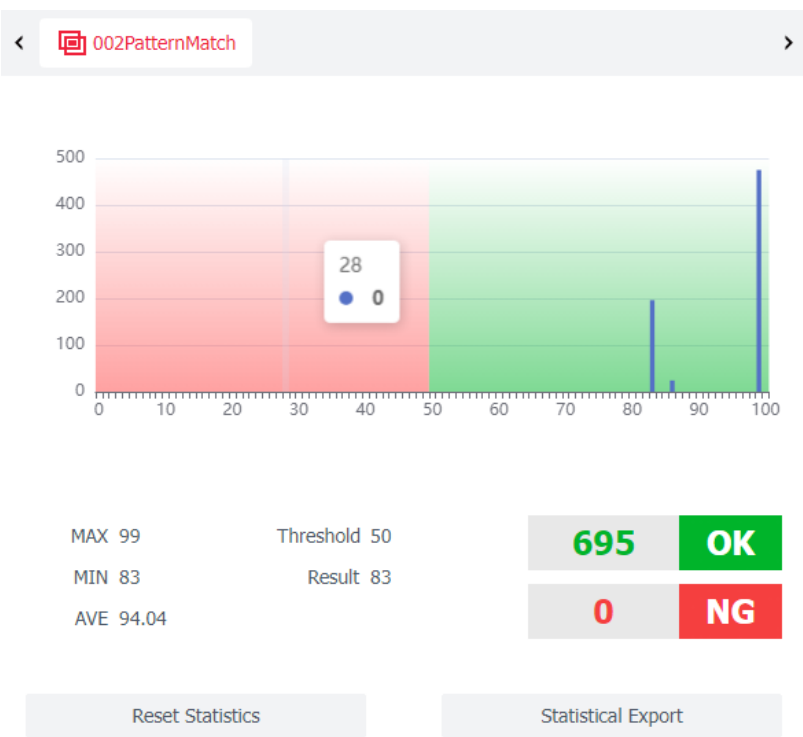 002PatternMatch
500
400
300
200
100
0
28
0
0 10 20 30 40 50 60 70 80 90 100
MAX 99 Threshold 50
MIN 83 Result 83
AVE 94.04
695 OK
0 NG
Reset Statistics Statistical Export